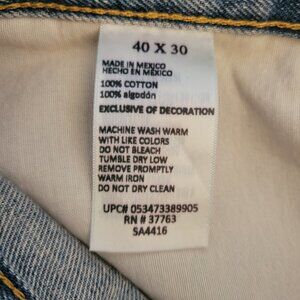 40 X 30
MADE IN MEXICO
HECHO EN MÉXICO
100% COTTON
100% algodón
EXCLUSIVE OF DECORATION
MACHINE WASH WARM
WITH LIKE COLORS
DO NOT BLEACH
TUMBLE DRY LOW
REMOVE PROMPTLY
WARM IRON
DO NOT DRY CLEAN
UPC# 053473389905
RN # 37763
SA4416